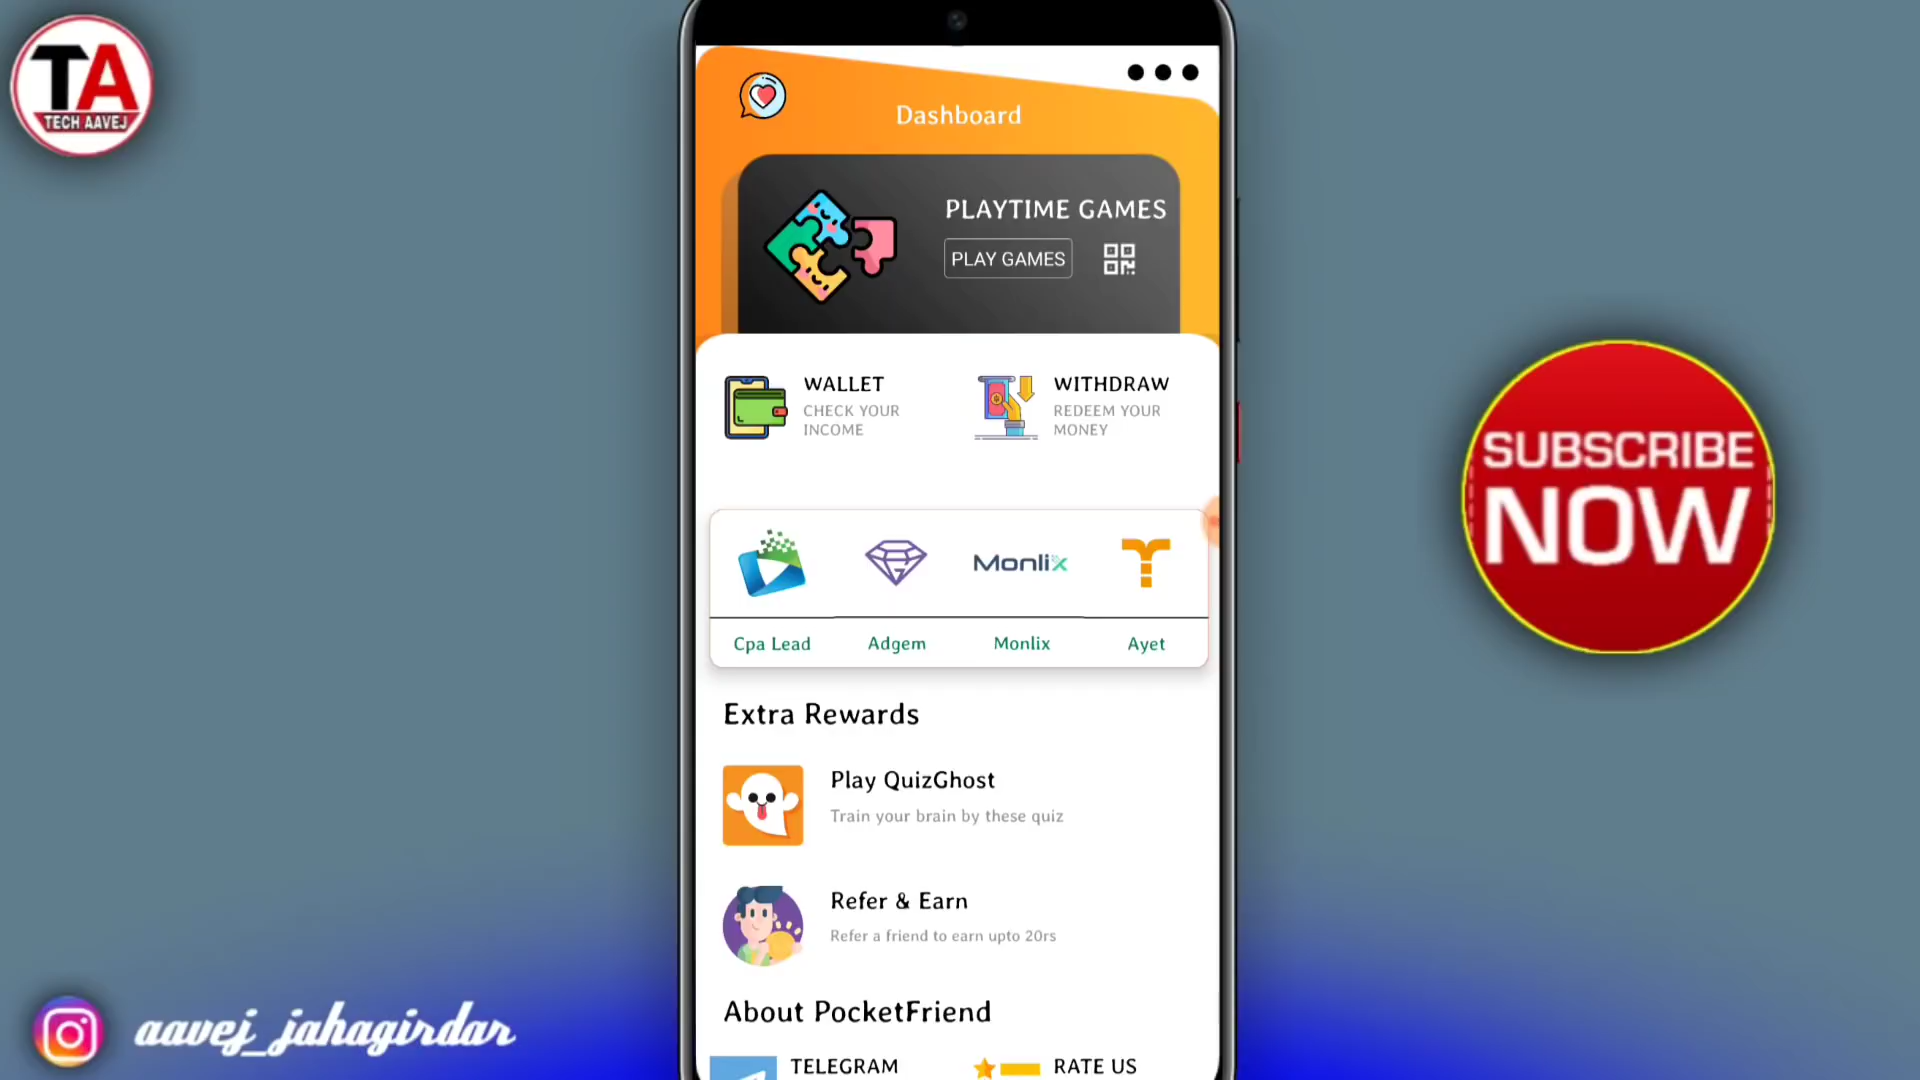 TA
TECH AAVEJ
Dashboard
PLAYTIME GAMES
PLAY GAMES
WALLET
CHECK YOUR
INCOME
WITHDRAW
REDEEM YOUR
MONEY
Monlix
Cpa Lead
Adgem
Monlix
Ayet
Extra Rewards
Play QuizGhost
Train your brain by these quiz
Refer & Earn
Refer a friend to earn upto 20rs
About PocketFriend
TELEGRAM
RATE US
SUBSCRIBE
NOW
aavej_jahagirdar